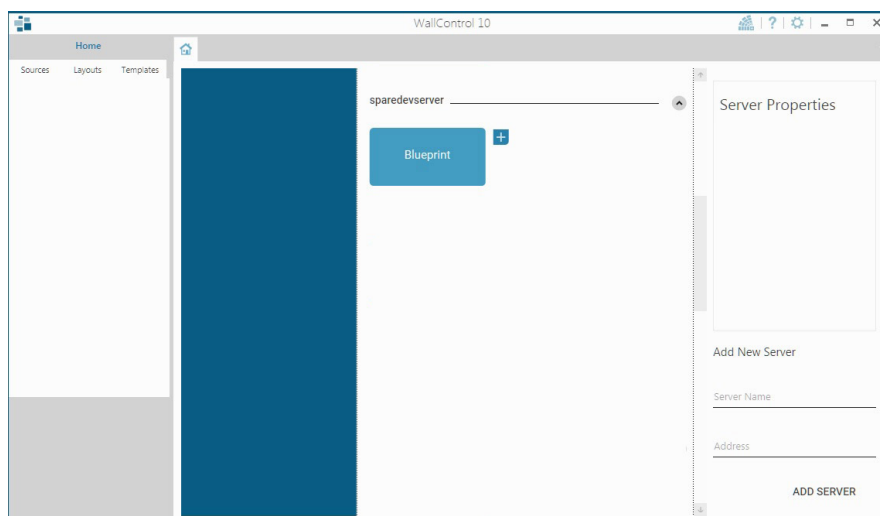 WallControl 10
?
Home
Sources Layouts Templates
sparedevserver
Blueprint
+
Server Properties
Add New Server
Server Name
Address
ADD SERVER